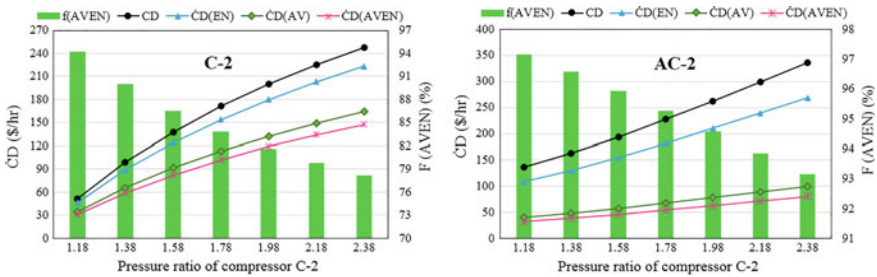 f(AVEN) CD ĊD(EN) ĊD(AV) ĊD(AVEN)
270 240 210 180 150 120 90 60 30 0
ĊD ($/hr)
C-2
97 94 91 88 85 82 79 76 73 70
F (AVEN) (%)
1.18 1.38 1.58 1.78 1.98 2.18 2.38
Pressure ratio of compressor C-2
f(AVEN) CD ĊD(EN) ĊD(AV) ĊD(AVEN)
400 350 300 250 200 150 100 50 0
ĊD ($/hr)
AC-2
98 97 96 95 94 93 92 91
F (AVEN) (%)
1.18 1.38 1.58 1.78 1.98 2.18 2.38
Pressure ratio of compressor C-2